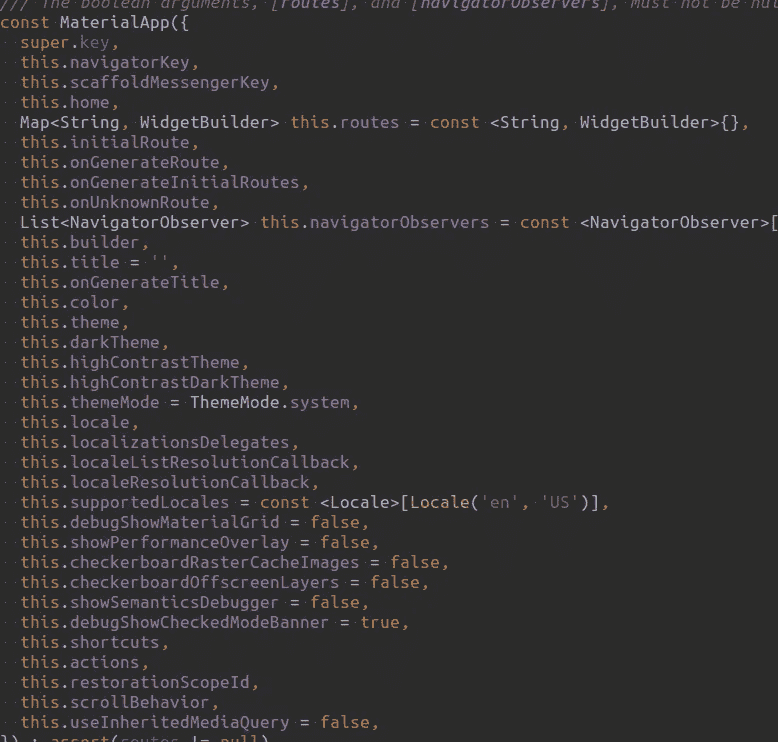 /// The boolean arguments, [routes], and [navigatorObservers], must not be nul
const MaterialApp({
super.key,
this.navigatorKey,
this.scaffoldMessengerKey,
this.home,
Map<String, WidgetBuilder> this.routes = const <String, WidgetBuilder>{},
this.initialRoute,
this.onGenerateRoute,
this.onGenerateInitialRoutes,
this.onUnknownRoute,
List<NavigatorObserver> this.navigatorObservers = const <NavigatorObserver>[
this.builder,
this.title = '',
this.onGenerateTitle,
this.color,
this.theme,
this.darkTheme,
this.highContrastTheme,
this.highContrastDarkTheme,
this.themeMode = ThemeMode.system,
this.locale,
this.localizationsDelegates,
this.localeListResolutionCallback,
this.localeResolutionCallback,
this.supportedLocales = const <Locale>[Locale('en', 'US')],
this.debugShowMaterialGrid = false,
this.showPerformanceOverlay = false,
this.checkerboardRasterCacheImages = false,
this.checkerboardOffscreenLayers = false,
this.showSemanticsDebugger = false,
this.debugShowCheckedModeBanner = true,
this.shortcuts,
this.actions,
this.restorationScopeId,
this.scrollBehavior,
this.useInheritedMediaQuery = false,
}) : assert(routes != null)